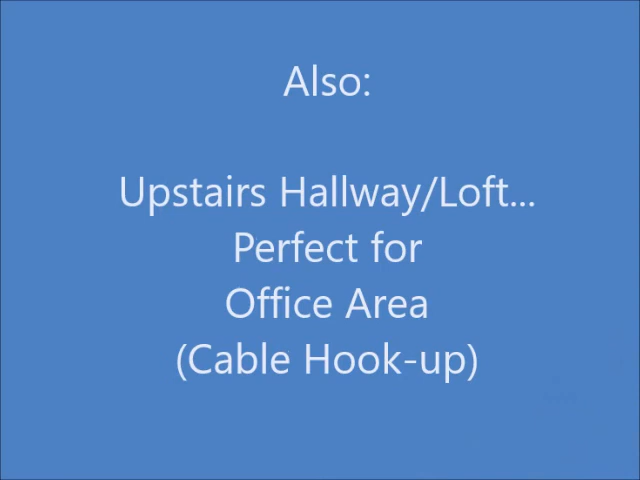 Also:
Upstairs Hallway/Loft...
Perfect for
Office Area
(Cable Hook-up)